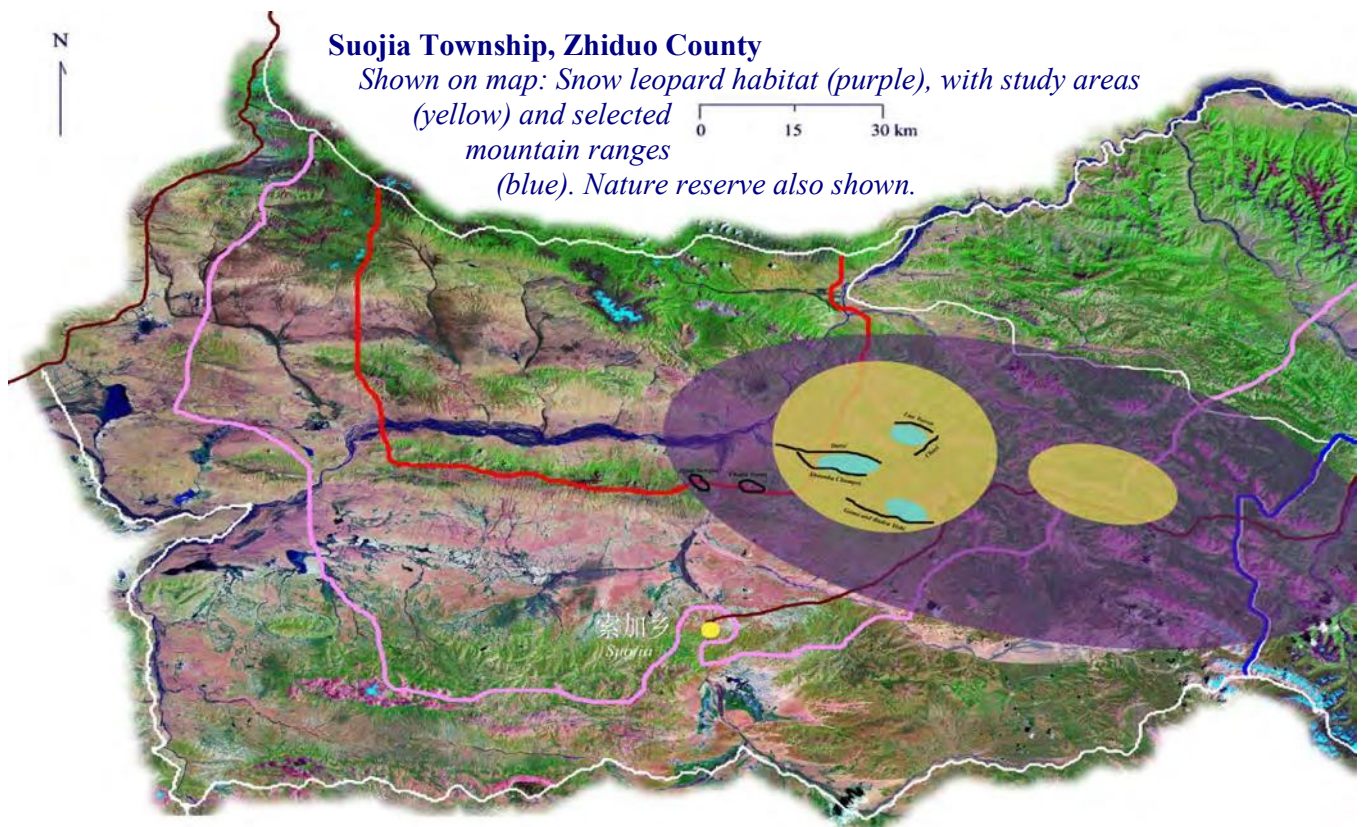 N
Suojia Township, Zhiduo County
Shown on map: Snow leopard habitat (purple), with study areas
(yellow) and selected
mountain ranges
(blue). Nature reserve also shown.
0 15 30 km
索加乡
Suojia